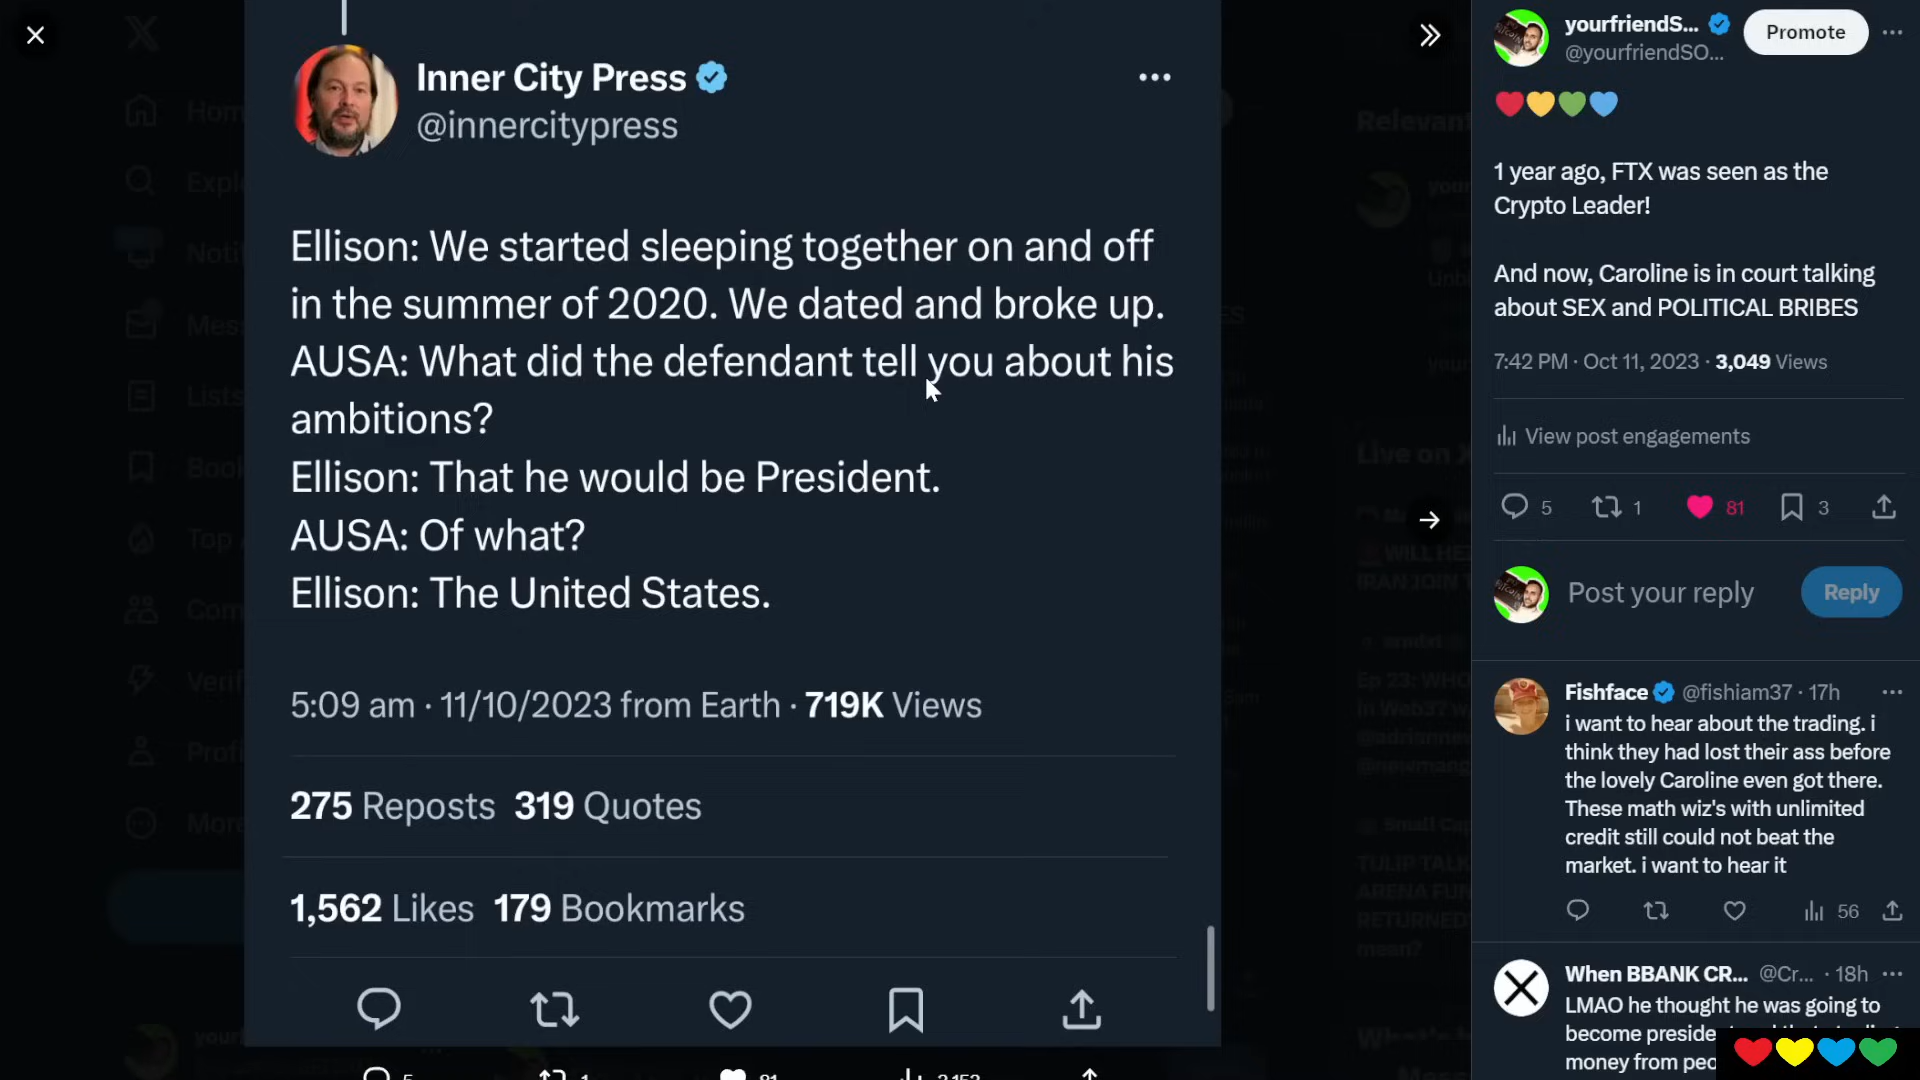 Inner City Press
@innercitypress
Ellison: We started sleeping together on and off
in the summer of 2020. We dated and broke up.
AUSA: What did the defendant tell you about his
ambitions?
Ellison: That he would be President.
AUSA: Of what?
Ellison: The United States.
5:09 am · 11/10/2023 from Earth · 719K Views
275 Reposts 319 Quotes
1,562 Likes 179 Bookmarks
yourfriendS...
@yourfriendSO...
Promote
1 year ago, FTX was seen as the
Crypto Leader!
And now, Caroline is in court talking
about SEX and POLITICAL BRIBES
7:42 PM · Oct 11, 2023 · 3,049 Views
View post engagements
5 1 81 3
Post your reply
Reply
Fishface @fishiam37 · 17h
i want to hear about the trading. i
think they had lost their ass before
the lovely Caroline even got there.
These math wiz's with unlimited
credit still could not beat the
market. i want to hear it
56
When BBANK CR... @Cr... · 18h
LMAO he thought he was going to
become
money from